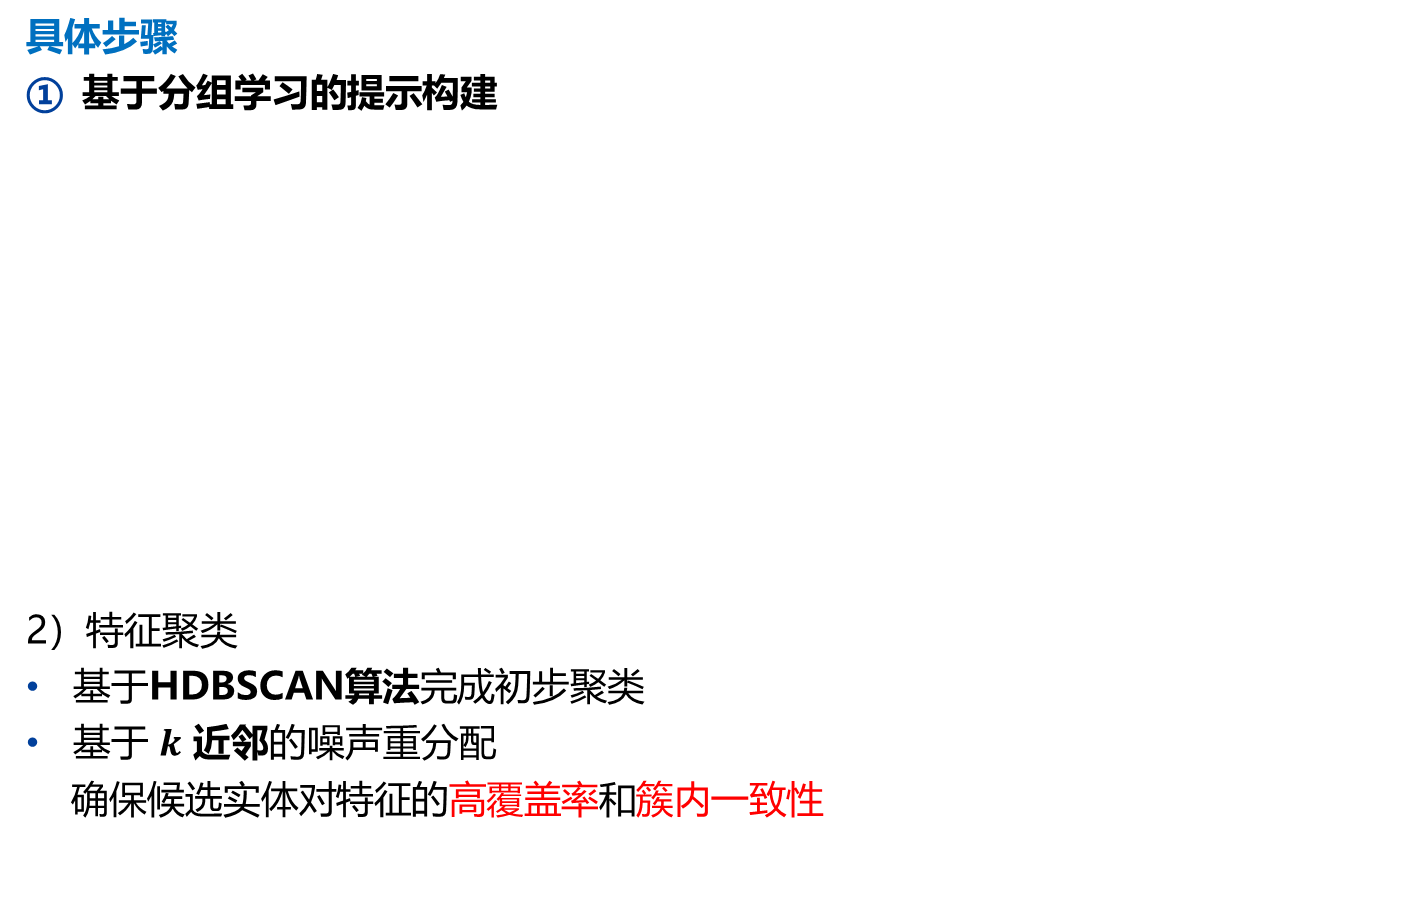 具体步骤
① 基于分组学习的提示构建
2）特征聚类
• 基于HDBSCAN算法完成初步聚类
• 基于 k 近邻的噪声重分配
确保候选实体对特征的高覆盖率和簇内一致性